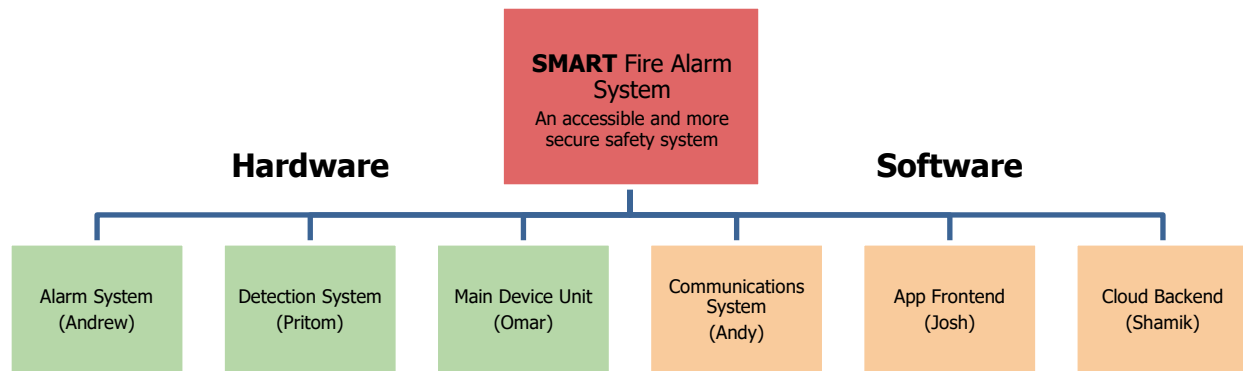 SMART Fire Alarm
System
An accessible and more
secure safety system
Hardware
Software
Alarm System
(Andrew)
Detection System
(Pritom)
Main Device Unit
(Omar)
Communications
System
(Andy)
App Frontend
(Josh)
Cloud Backend
(Shamik)